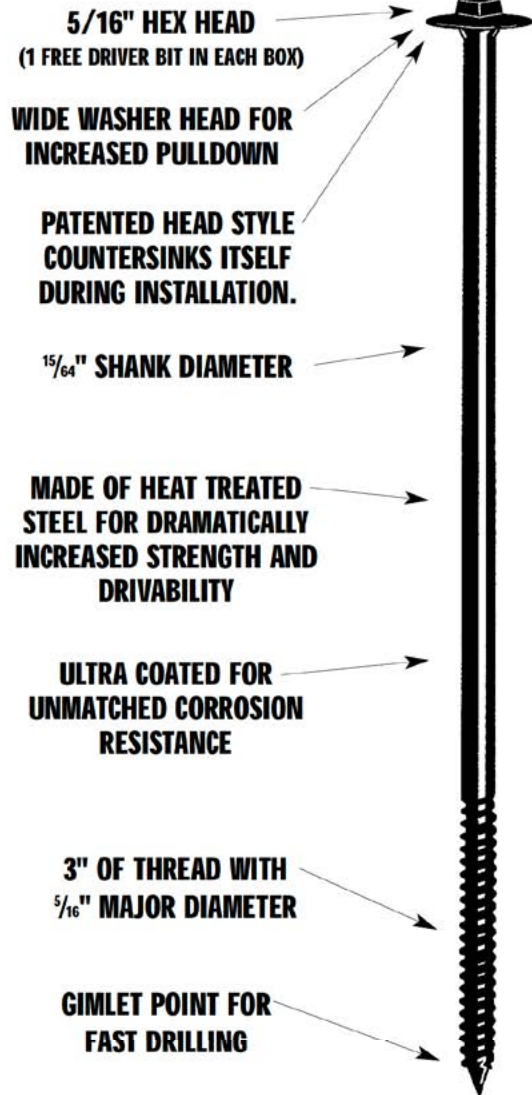 5/16" HEX HEAD
(1 FREE DRIVER BIT IN EACH BOX)
WIDE WASHER HEAD FOR
INCREASED PULLDOWN
PATENTED HEAD STYLE
COUNTERSINKS ITSELF
DURING INSTALLATION.
15/64" SHANK DIAMETER
MADE OF HEAT TREATED
STEEL FOR DRAMATICALLY
INCREASED STRENGTH AND
DRIVABILITY
ULTRA COATED FOR
UNMATCHED CORROSION
RESISTANCE
3" OF THREAD WITH
5/16" MAJOR DIAMETER
GIMLET POINT FOR
FAST DRILLING